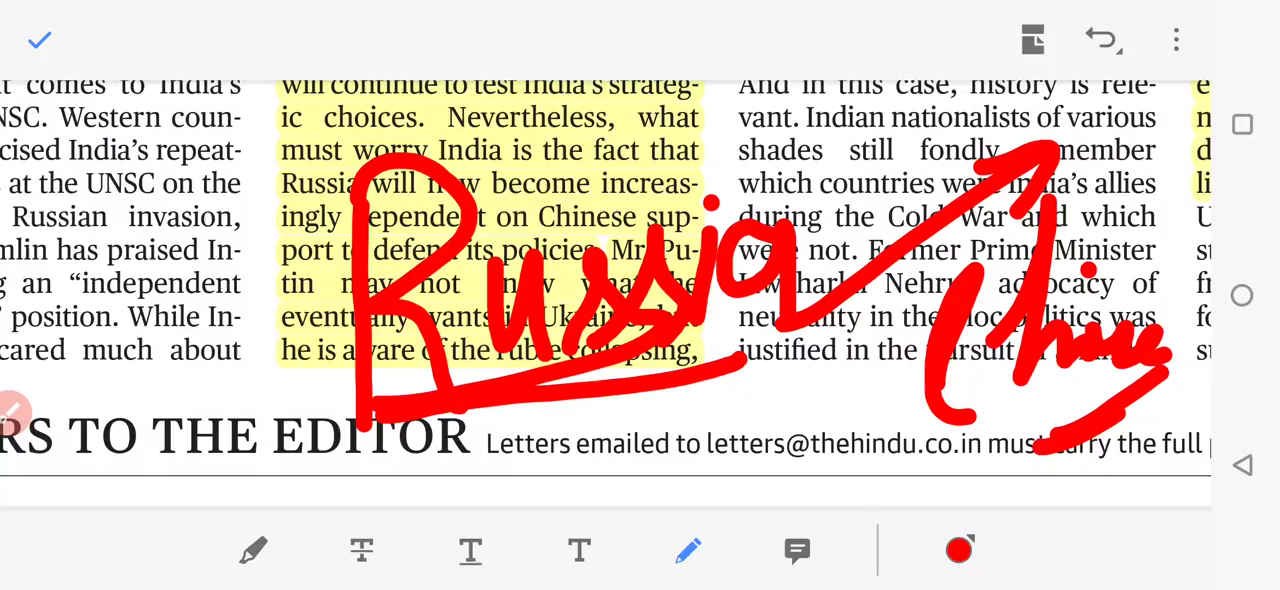 t comes to India's
NSC. Western coun-
cised India's repeat-
s at the UNSC on the
Russian invasion,
mlin has praised In-
g an "independent
' position. While In-
cared much about
will continue to test India's strateg-
ic choices. Nevertheless, what
must worry India is the fact that
Russia will now become increas-
ingly dependent on Chinese sup-
port to defend its policies. Mr. Pu-
tin may not know what he
eventually wants in Ukraine, but
he is aware of the ruble collapsing,
And in this case, history is rele-
vant. Indian nationalists of various
shades still fondly remember
which countries were India's allies
during the Cold War and which
were not. Former Prime Minister
Jawaharlal Nehru's advocacy of
neutrality in the bloc politics was
justified in the pursuit of
Russia
China
RS TO THE EDITOR Letters emailed to letters@thehindu.co.in must carry the full